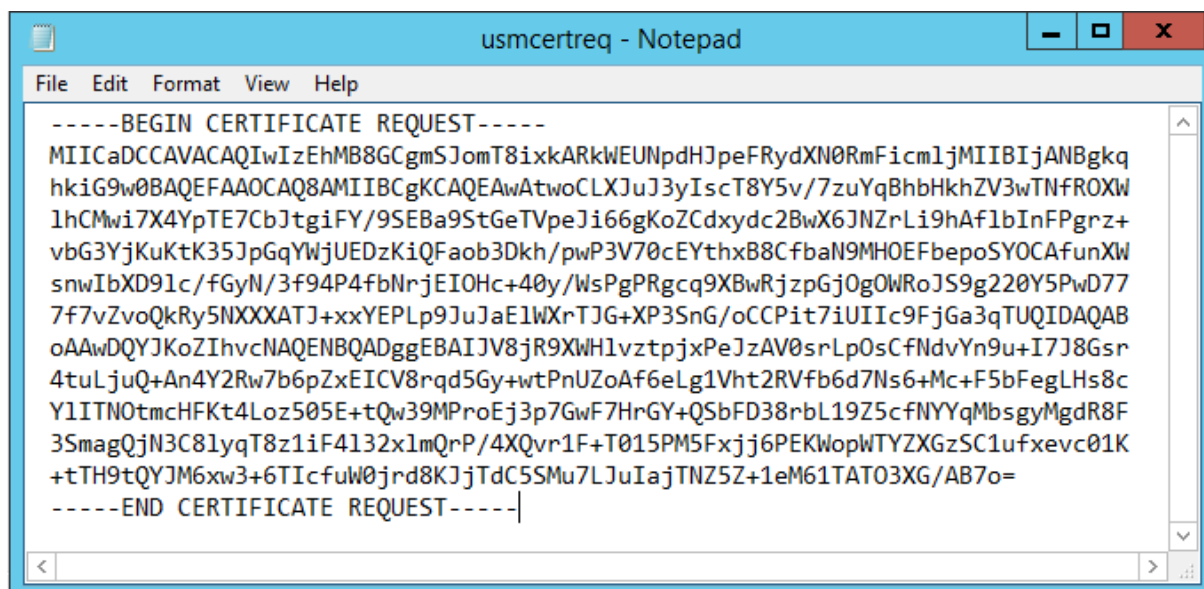 usmcertreq - Notepad
File Edit Format View Help
-----BEGIN CERTIFICATE REQUEST-----
MIICaDCCAVACAQIwIzEhMB8GCgmSJomT8ixkARkWEUNpdHJpeFRydXN0RmFicmljMIIBIjANBgkq
hkiG9w0BAQEFAAOCAQ8AMIIBCgKCAQEAwAtwoCLXJuJ3yIscT8Y5v/7zuYqBhbHkhZV3wTNfROXW
lhCMwi7X4YpTE7CbJtgiFY/9SEBa9StGeTVpeJi66gKoZCdxydc2BwX6JNZrLi9hAflbInFPgrz+
vbG3YjKuKtK35JpGqYWjUEDzKiQFaob3Dkh/pwP3V70cEYthxB8CfbaN9MHOEFbepoSYOCAfunXW
snwIbXD9lc/fGyN/3f94P4fbNrjEIOHc+40y/WsPgPRgcq9XBwRjzpGjOgOWRoJS9g220Y5PwD77
7f7vZvoQkRy5NXXXATJ+xxYEPLp9JuJaElWXrTJG+XP3SnG/oCCPit7iUIIc9FjGa3qTUQIDAQAB
oAAwDQYJKoZIhvcNAQENBQADggEBAIJV8jR9XWHlvztpjxPeJzAV0srLpOsCfNdvYn9u+I7J8Gsr
4tuLjuQ+An4Y2Rw7b6pZxEICV8rqd5Gy+wtPnUZoAf6eLg1Vht2RVfb6d7Ns6+Mc+F5bFegLHs8c
YlITNOtmcHFKt4Loz505E+tQw39MProEj3p7GwF7HrGY+QSbFD38rbL19Z5cfNYYqMbsgyMgdR8F
3SmagQjN3C8lyqT8z1iF4l32xlmQrP/4XQvr1F+T015PM5Fxjj6PEKWopWTYZXGzSC1ufxevc01K
+tTH9tQYJM6xw3+6TIcfuW0jrd8KJjTdC5SMu7LJuIajTNZ5Z+1eM61TATO3XG/AB7o=
-----END CERTIFICATE REQUEST-----